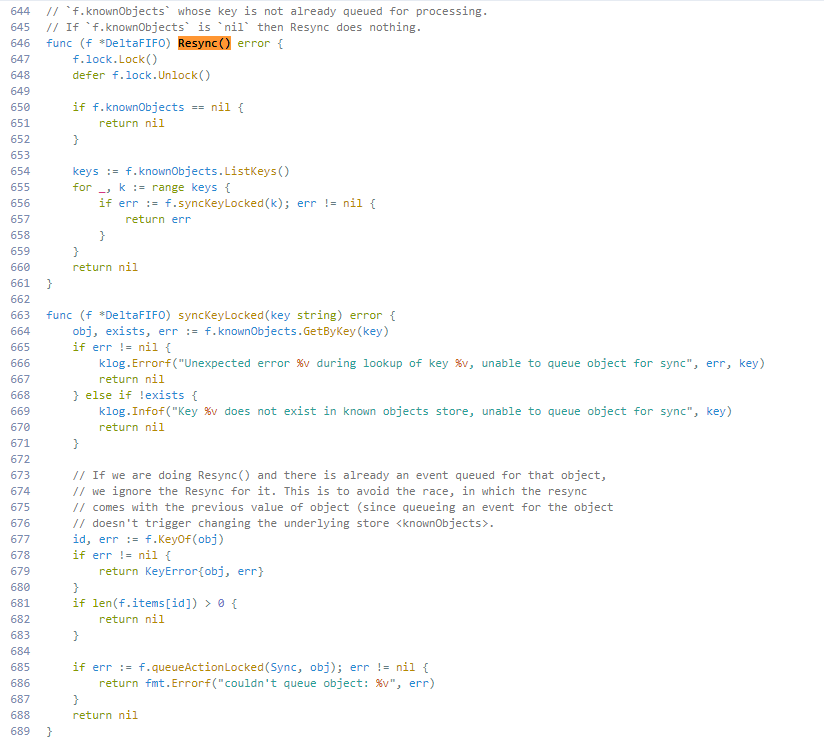 644 // `f.knownObjects` whose key is not already queued for processing.
645 // If `f.knownObjects` is `nil` then Resync does nothing.
646 func (f *DeltaFIFO) Resync() error {
647     f.lock.Lock()
648     defer f.lock.Unlock()
649
650     if f.knownObjects == nil {
651         return nil
652     }
653
654     keys := f.knownObjects.ListKeys()
655     for _, k := range keys {
656         if err := f.syncKeyLocked(k); err != nil {
657             return err
658         }
659     }
660     return nil
661 }
662
663 func (f *DeltaFIFO) syncKeyLocked(key string) error {
664     obj, exists, err := f.knownObjects.GetByKey(key)
665     if err != nil {
666         klog.Errorf("Unexpected error %v during lookup of key %v, unable to queue object for sync", err, key)
667         return nil
668     } else if !exists {
669         klog.Infof("Key %v does not exist in known objects store, unable to queue object for sync", key)
670         return nil
671     }
672
673     // If we are doing Resync() and there is already an event queued for that object,
674     // we ignore the Resync for it. This is to avoid the race, in which the resync
675     // comes with the previous value of object (since queueing an event for the object
676     // doesn't trigger changing the underlying store <knownObjects>.
677     id, err := f.KeyOf(obj)
678     if err != nil {
679         return KeyError{obj, err}
680     }
681     if len(f.items[id]) > 0 {
682         return nil
683     }
684
685     if err := f.queueActionLocked(Sync, obj); err != nil {
686         return fmt.Errorf("couldn't queue object: %v", err)
687     }
688     return nil
689 }